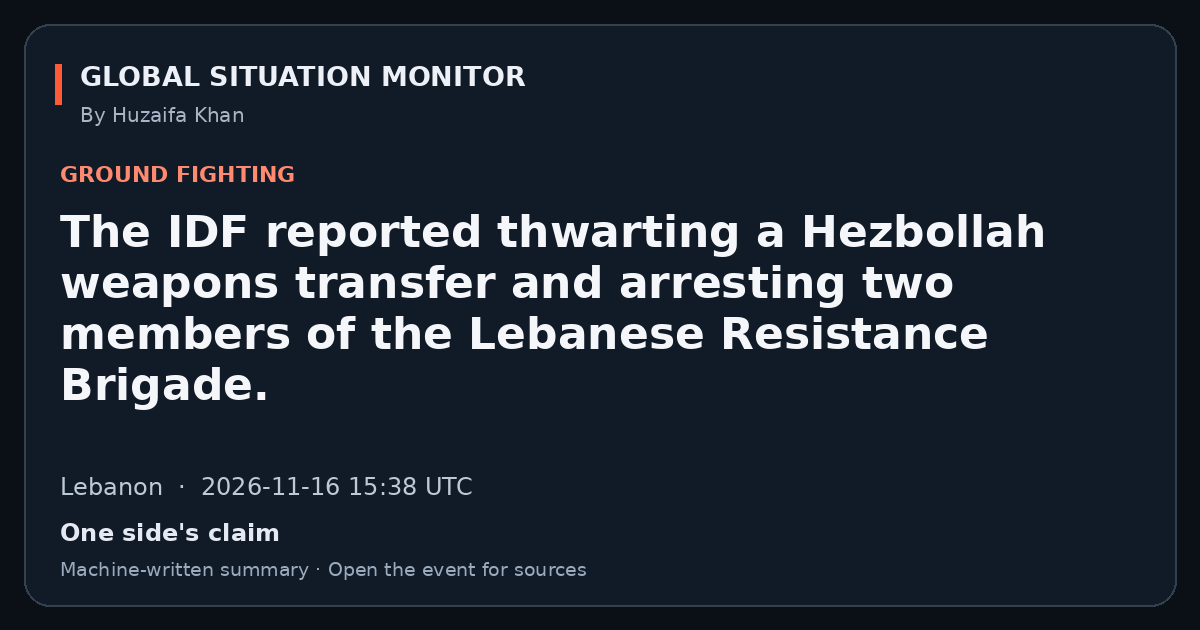 GLOBAL SITUATION MONITOR
By Huzaifa Khan
GROUND FIGHTING
The IDF reported thwarting a Hezbollah
weapons transfer and arresting two
members of the Lebanese Resistance
Brigade.
Lebanon · 2026-11-16 15:38 UTC
One side's claim
Machine-written summary · Open the event for sources